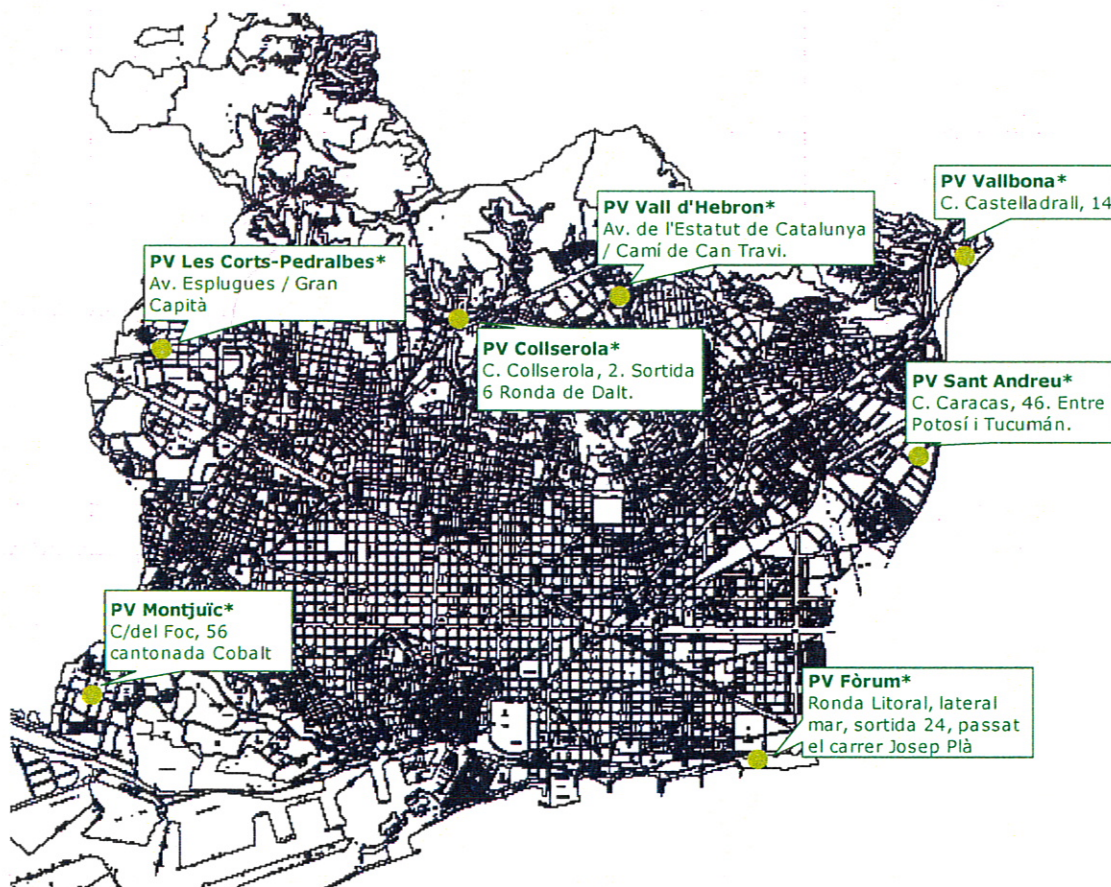 PV Vallbona*
C. Castelladrall, 14
PV Vall d'Hebron*
Av. de l'Estatut de Catalunya
/ Camí de Can Travi.
PV Les Corts-Pedralbes*
Av. Esplugues / Gran
Capità
PV Collserola*
C. Collserola, 2. Sortida
6 Ronda de Dalt.
PV Sant Andreu*
C. Caracas, 46. Entre
Potosí i Tucumán.
PV Montjuïc*
C/del Foc, 56
cantonada Cobalt
PV Fòrum*
Ronda Litoral, lateral
mar, sortida 24, passat
el carrer Josep Plà